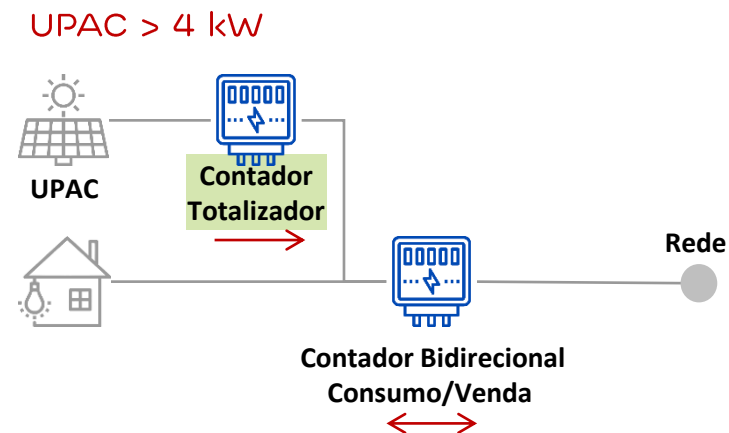 UPAC > 4 kW
UPAC
Contador
Totalizador
Rede
Contador Bidirecional
Consumo/Venda